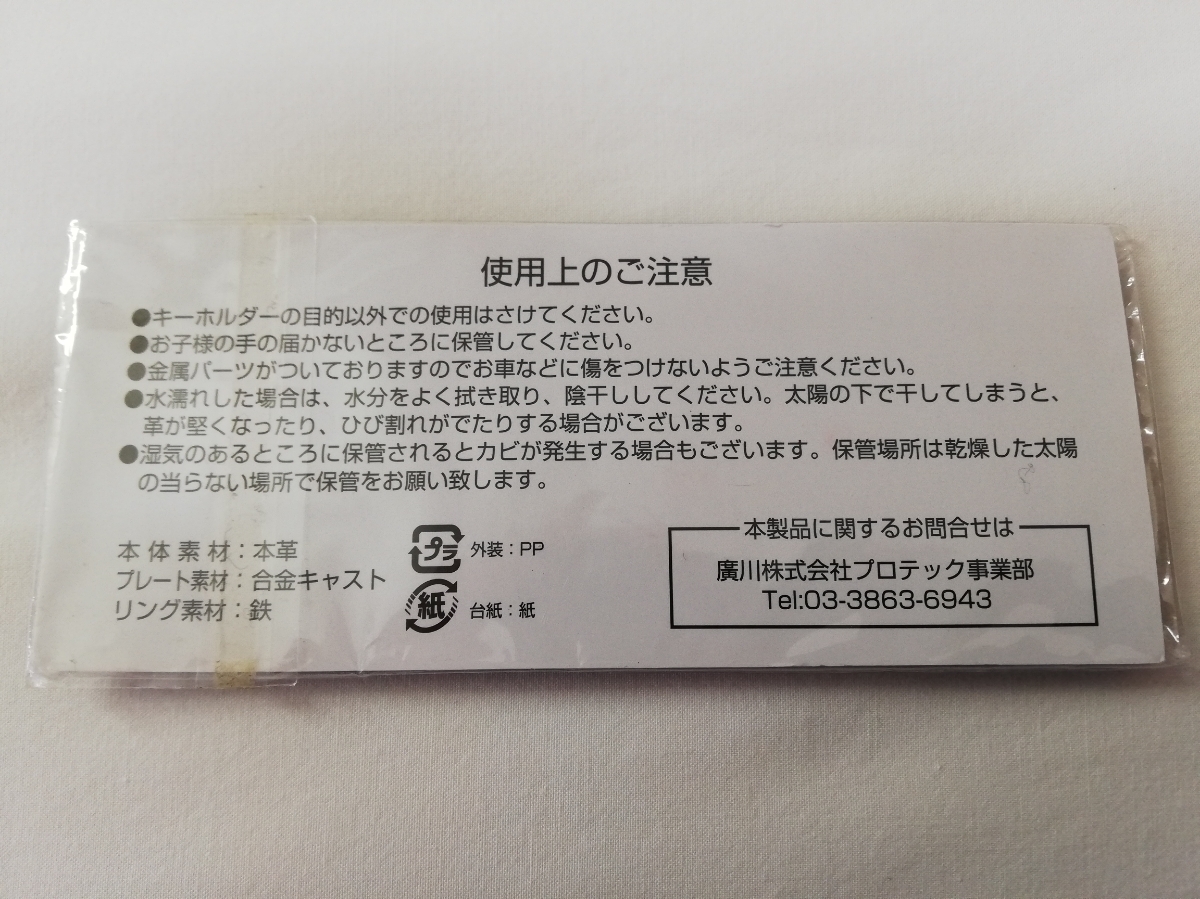 使用上のご注意
●キーホルダーの目的以外での使用はさけてください。
●お子様の手の届かないところに保管してください。
●金属パーツがついておりますのでお車などに傷をつけないようご注意ください。
●水濡れした場合は、水分をよく拭き取り、陰干ししてください。太陽の下で干してしまうと、
革が堅くなったり、ひび割れがでたりする場合がございます。
●湿気のあるところに保管されるとカビが発生する場合もございます。保管場所は乾燥した太陽
の当らない場所で保管をお願い致します。
本体素材：本革
プレート素材：合金キャスト
リング素材：鉄
プラ 外装：PP
紙 台紙：紙
本製品に関するお問合せは
廣川株式会社プロテック事業部
Tel:03-3863-6943